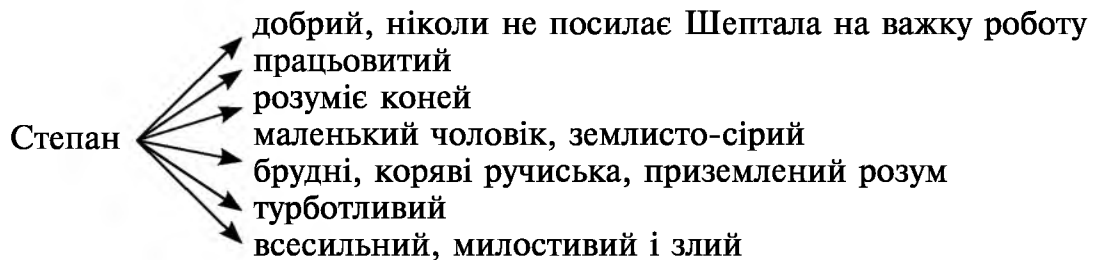 добрий, ніколи не посилає Шептала на важку роботу
працьовитий
розуміє коней
Степан
маленький чоловік, землисто-сірий
брудні, коряві ручиська, приземлений розум
турботливий
всесильний, милостивий і злий